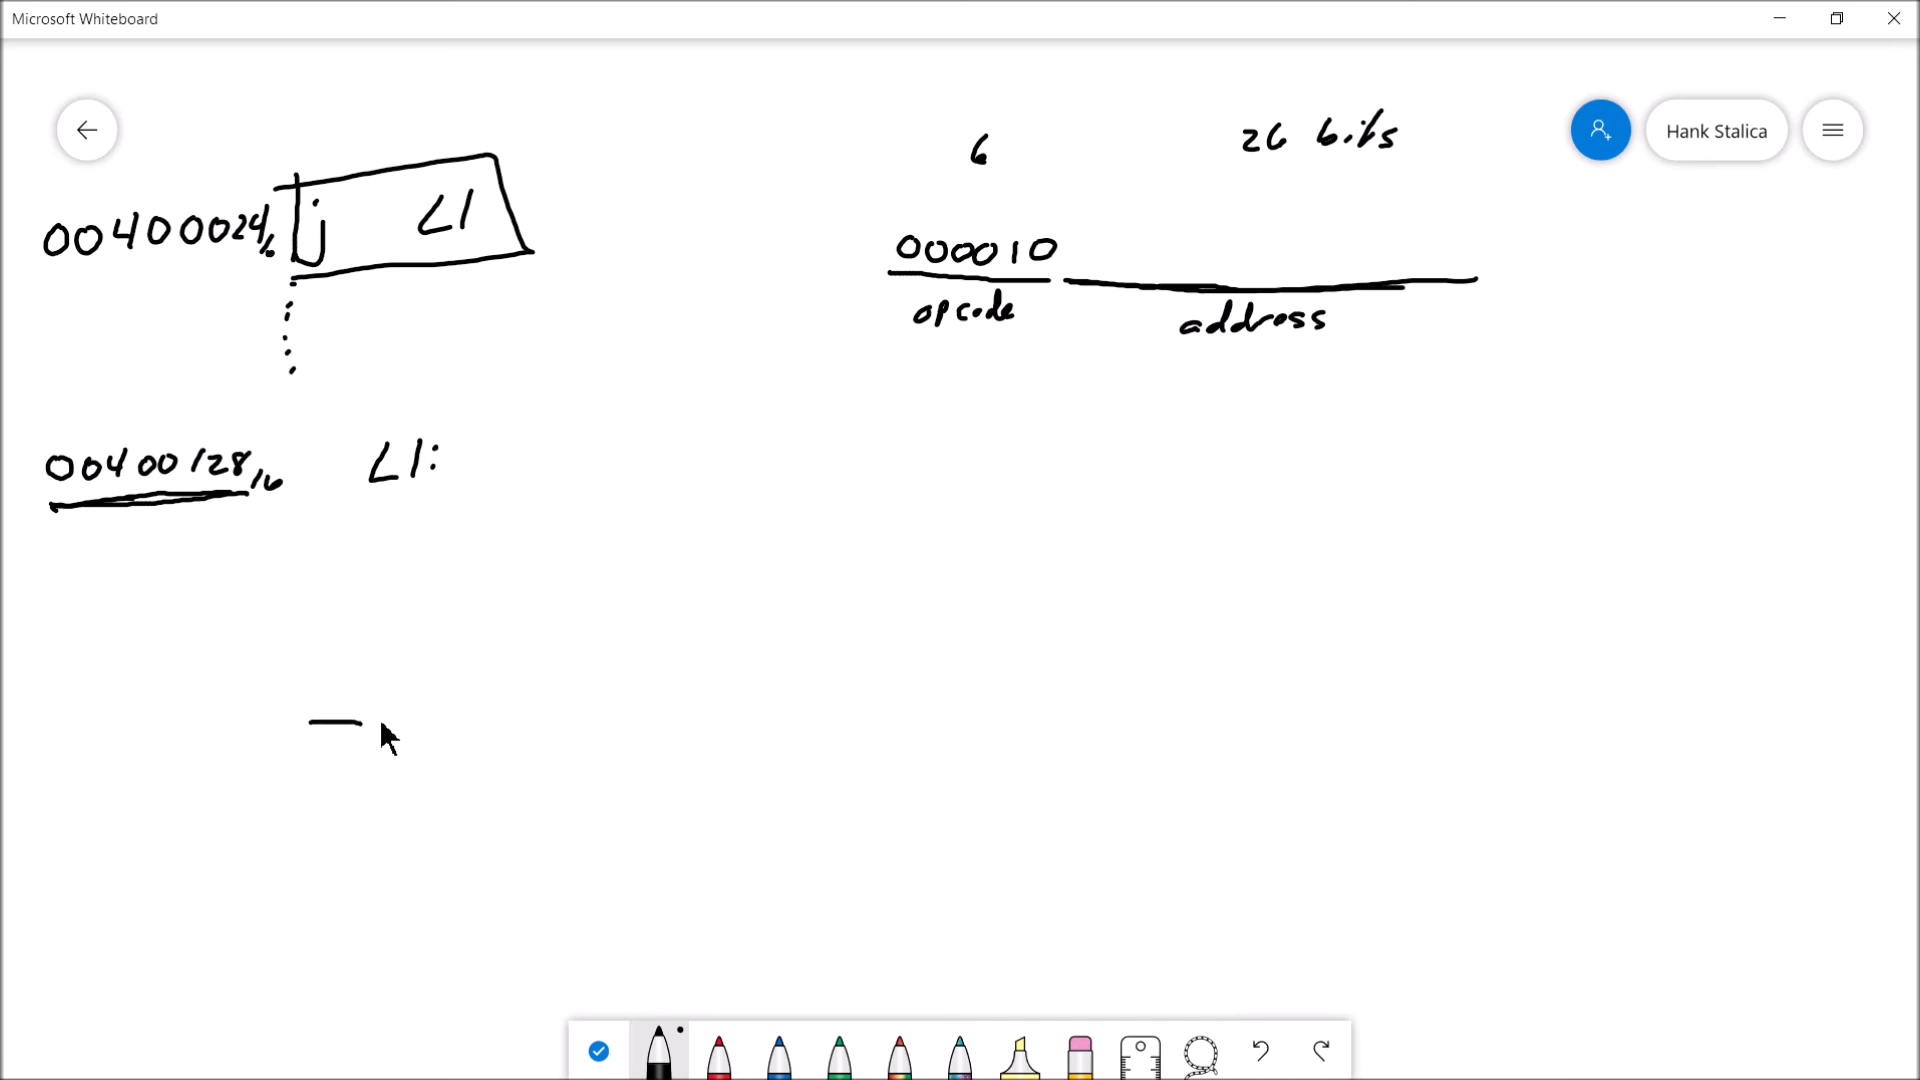 Microsoft Whiteboard
Hank Stalica
6 26 bits
00400024₁₆ j L1
000010
opcode address
00400128₁₆ L1: